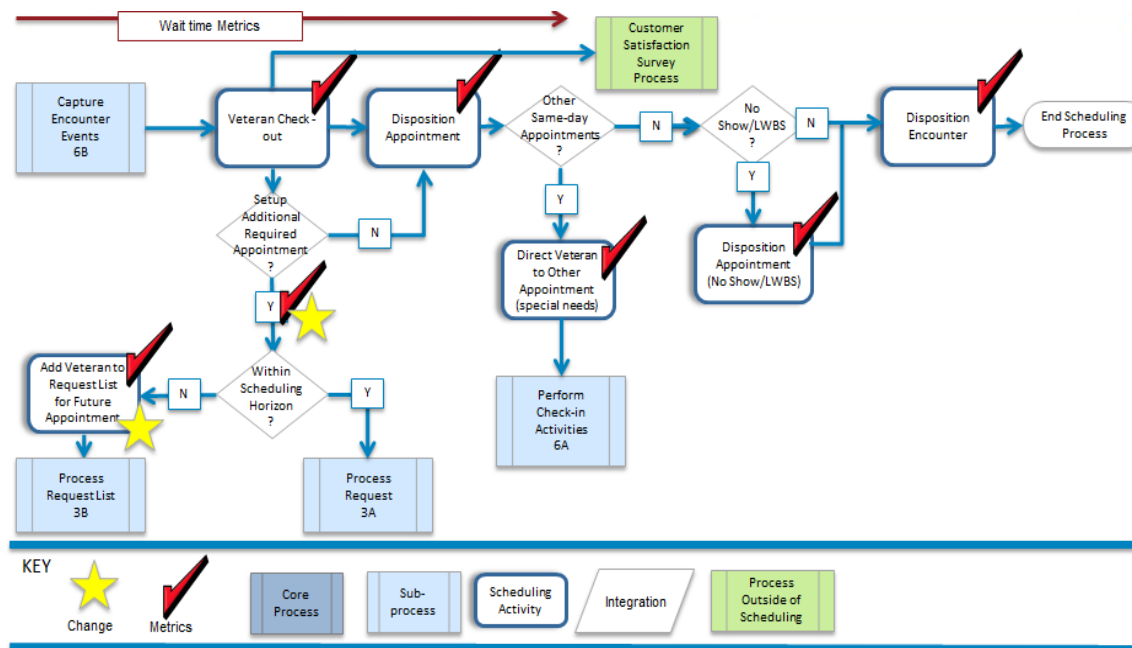 Wait time Metrics
Customer
Satisfaction
Survey
Process
Capture
Encounter
Events
6B
Veteran Check-
out
Disposition
Appointment
Other
Same-day
Appointments
?
N
No
Show/LWBS
?
N
Disposition
Encounter
End Scheduling
Process
Setup
Additional
Required
Appointment
?
N
Y
Y
Direct Veteran
to Other
Appointment
(special needs)
Disposition
Appointment
(No Show/LWBS)
Y
Add Veteran to
Request List
for Future
Appointment
N
Within
Scheduling
Horizon
?
Y
Perform
Check-in
Activities
6A
Process
Request List
3B
Process
Request
3A
KEY
Change
Metrics
Core
Process
Sub-
process
Scheduling
Activity
Integration
Process
Outside of
Scheduling